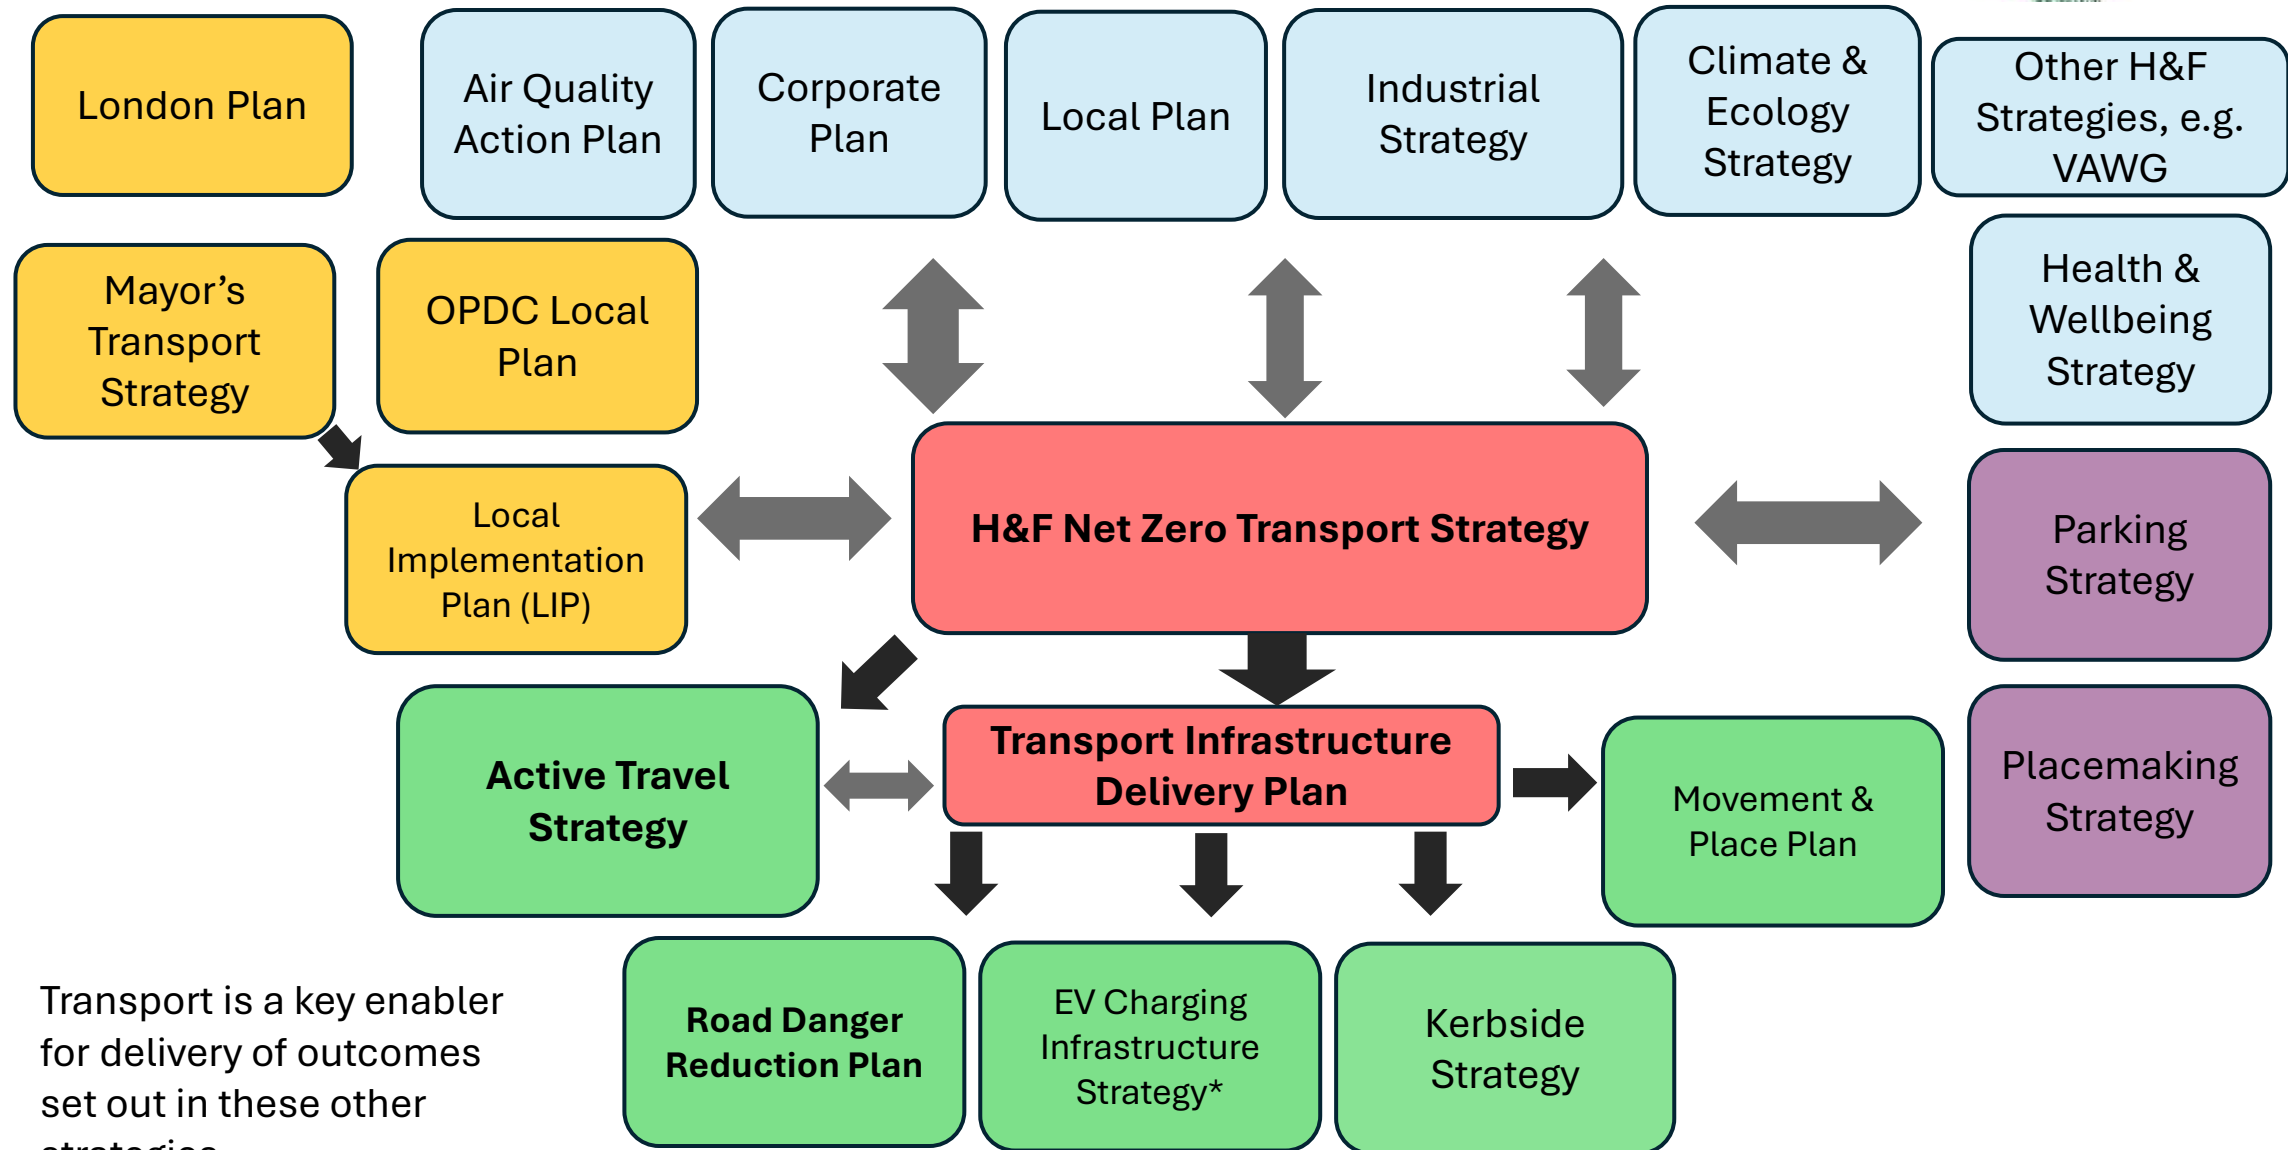 London Plan
Air Quality
Action Plan
Corporate
Plan
Local Plan
Industrial
Strategy
Climate &
Ecology
Strategy
Other H&F
Strategies, e.g.
VAWG
Mayor’s
Transport
Strategy
OPDC Local
Plan
Health &
Wellbeing
Strategy
Local
Implementation
Plan (LIP)
H&F Net Zero Transport Strategy
Parking
Strategy
Active Travel
Strategy
Transport Infrastructure
Delivery Plan
Movement &
Place Plan
Placemaking
Strategy
Road Danger
Reduction Plan
EV Charging
Infrastructure
Strategy*
Kerbside
Strategy
Transport is a key enabler
for delivery of outcomes
set out in these other
strategies